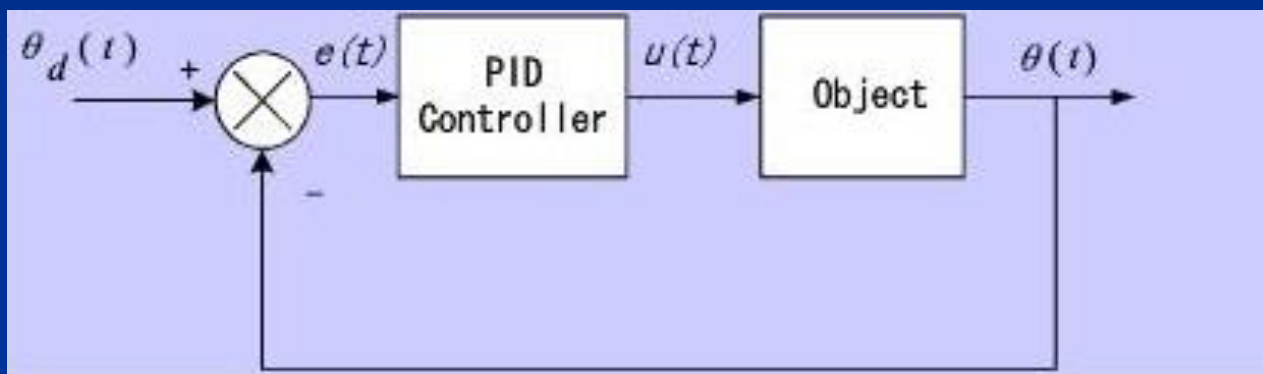 θd(t)
+
e(t)
PID
Controller
u(t)
Object
θ(t)
-